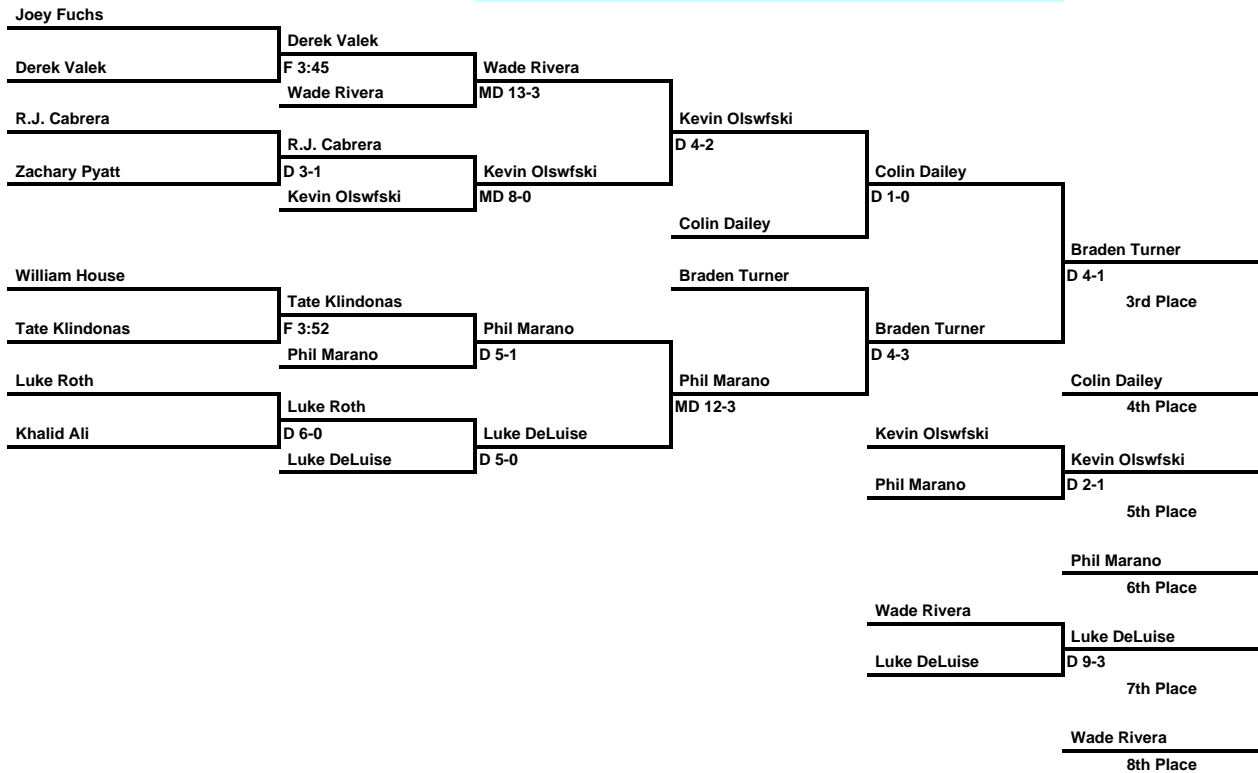 Joey Fuchs
Derek Valek
Derek Valek
F 3:45
Wade Rivera
Wade Rivera
MD 13-3
R.J. Cabrera
Kevin Olswfski
D 4-2
R.J. Cabrera
Zachary Pyatt
D 3-1
Kevin Olswfski
Colin Dailey
Kevin Olswfski
MD 8-0
D 1-0
Colin Dailey
Braden Turner
William House
Braden Turner
D 4-1
Tate Klindonas
3rd Place
Tate Klindonas
F 3:52
Phil Marano
Braden Turner
Phil Marano
D 5-1
D 4-3
Luke Roth
Phil Marano
Colin Dailey
Luke Roth
MD 12-3
4th Place
Khalid Ali
D 6-0
Luke DeLuise
Kevin Olswfski
Luke DeLuise
D 5-0
Kevin Olswfski
Phil Marano
D 2-1
5th Place
Phil Marano
6th Place
Wade Rivera
Luke DeLuise
Luke DeLuise
D 9-3
7th Place
Wade Rivera
8th Place